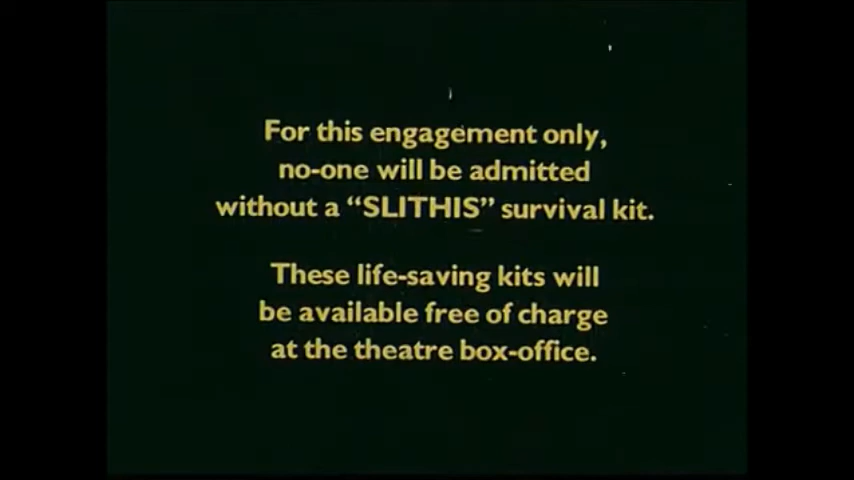 For this engagement only,
no-one will be admitted
without a “SLITHIS” survival kit.
These life-saving kits will
be available free of charge
at the theatre box-office.